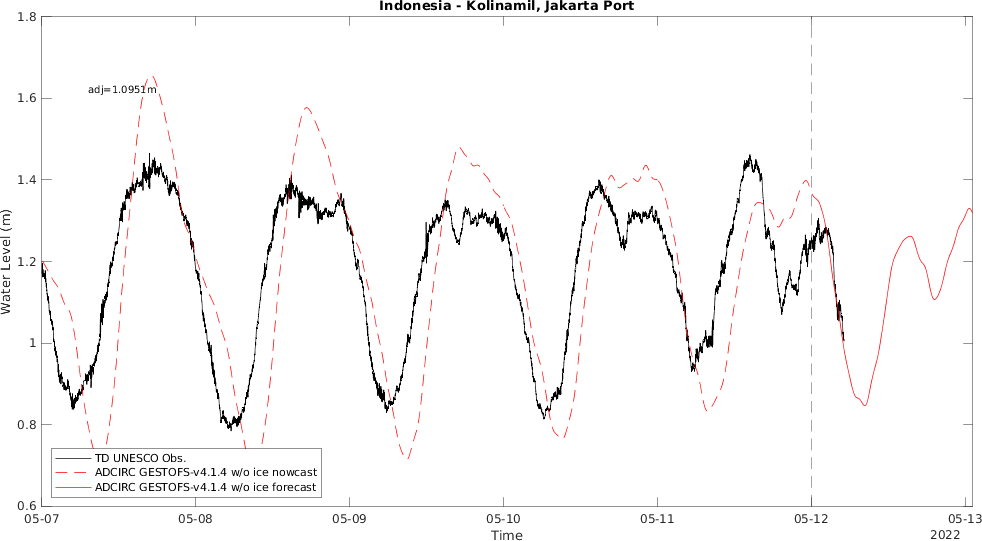 Indonesia - Kolinamil, Jakarta Port
1.8
1.6
1.4
1.2
1
0.8
0.6
Water Level (m)
adj=1.0951m
TD UNESCO Obs.
ADCIRC GESTOFS-v4.1.4 w/o ice nowcast
ADCIRC GESTOFS-v4.1.4 w/o ice forecast
05-07 05-08 05-09 05-10 05-11 05-12 05-13
Time
2022